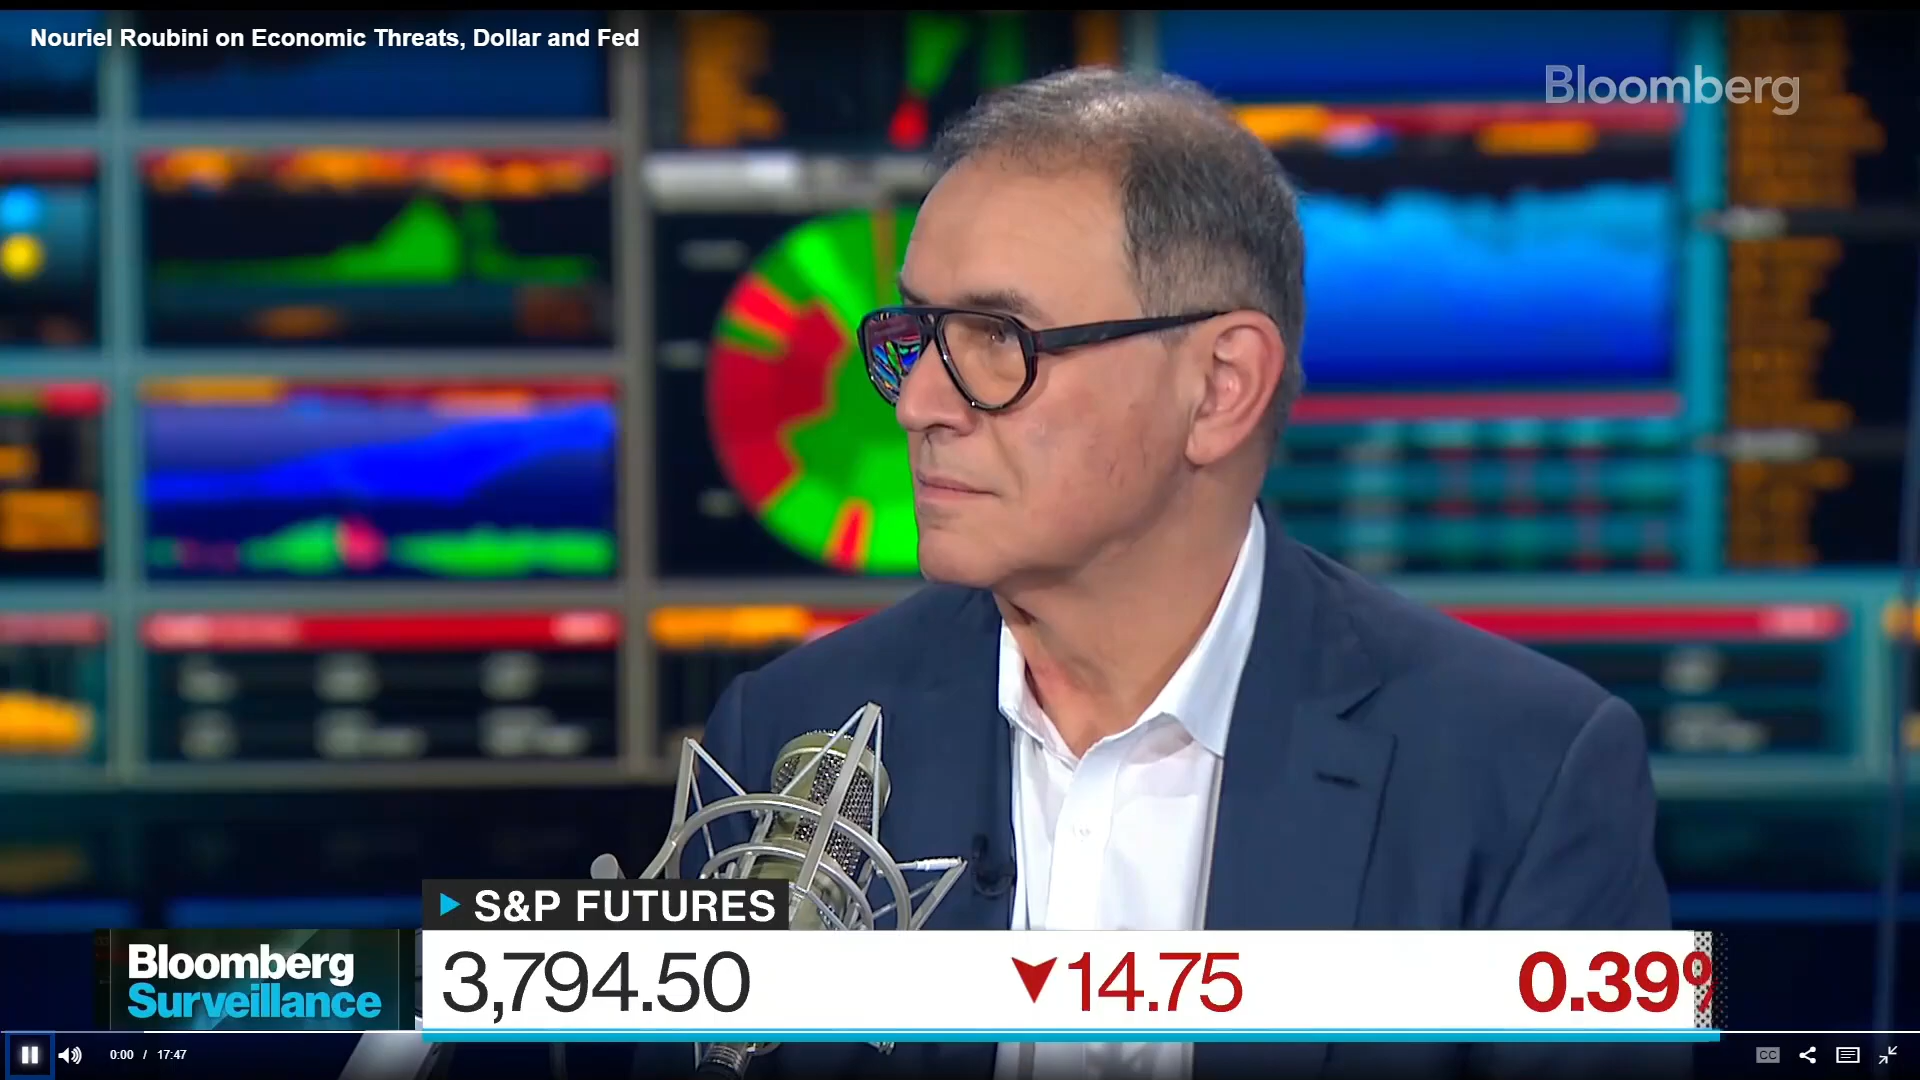 Nouriel Roubini on Economic Threats, Dollar and Fed
Bloomberg
S&P FUTURES
3,794.50 ▼14.75 0.39%
Bloomberg
Surveillance
0:00 / 17:47
CC